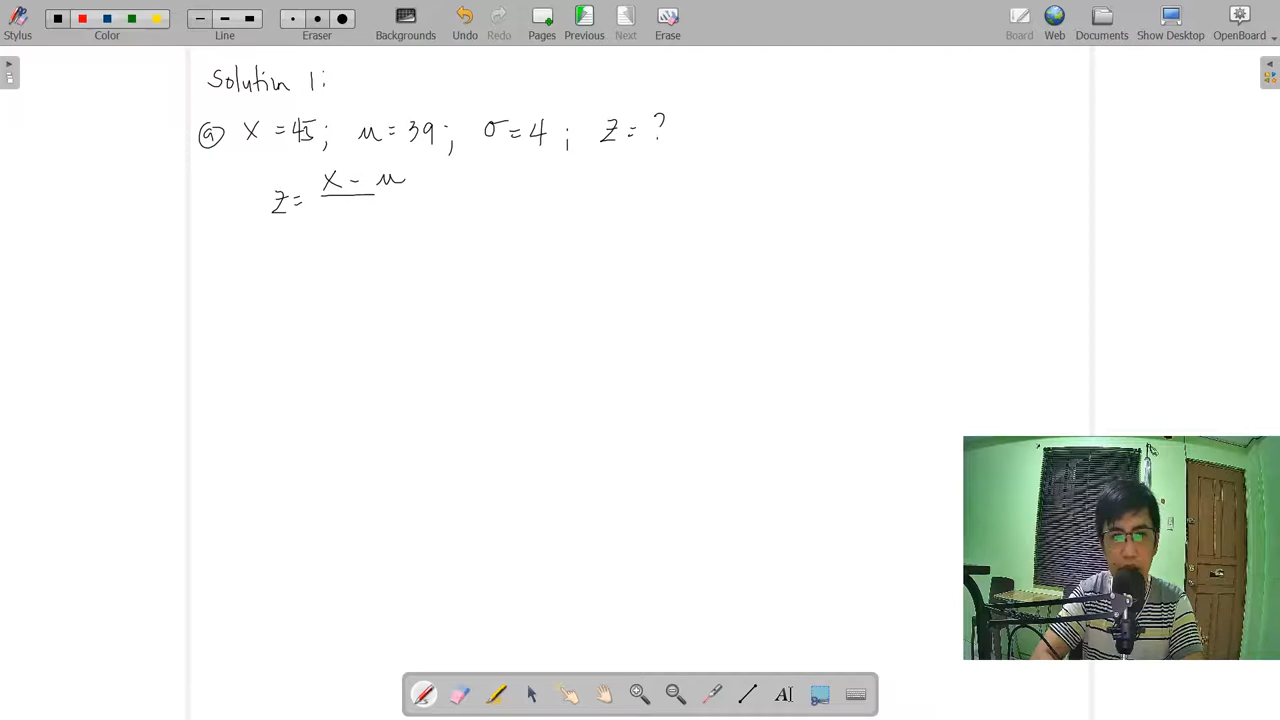 Stylus Color Line Eraser Backgrounds Undo Redo Pages Previous Next Erase Board Web Documents Show Desktop OpenBoard
Solution 1:
(a) X = 45; μ = 39; σ = 4; Z = ?
Z = X - μ
AI